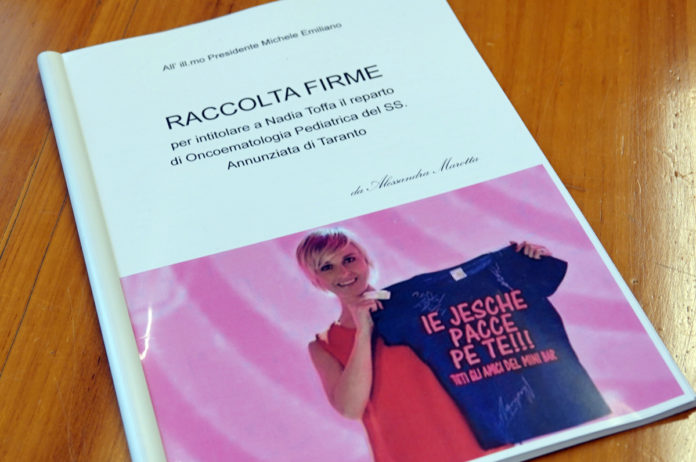 All' ill.mo Presidente Michele Emiliano
RACCOLTA FIRME
per intitolare a Nadia Toffa il reparto
di Oncoematologia Pediatrica del SS.
Annunziata di Taranto
da Alessandra Marotta
IE JESCHE
PACCE
PE TE!!!
TUTTI GLI AMICI DEL MINI BAR